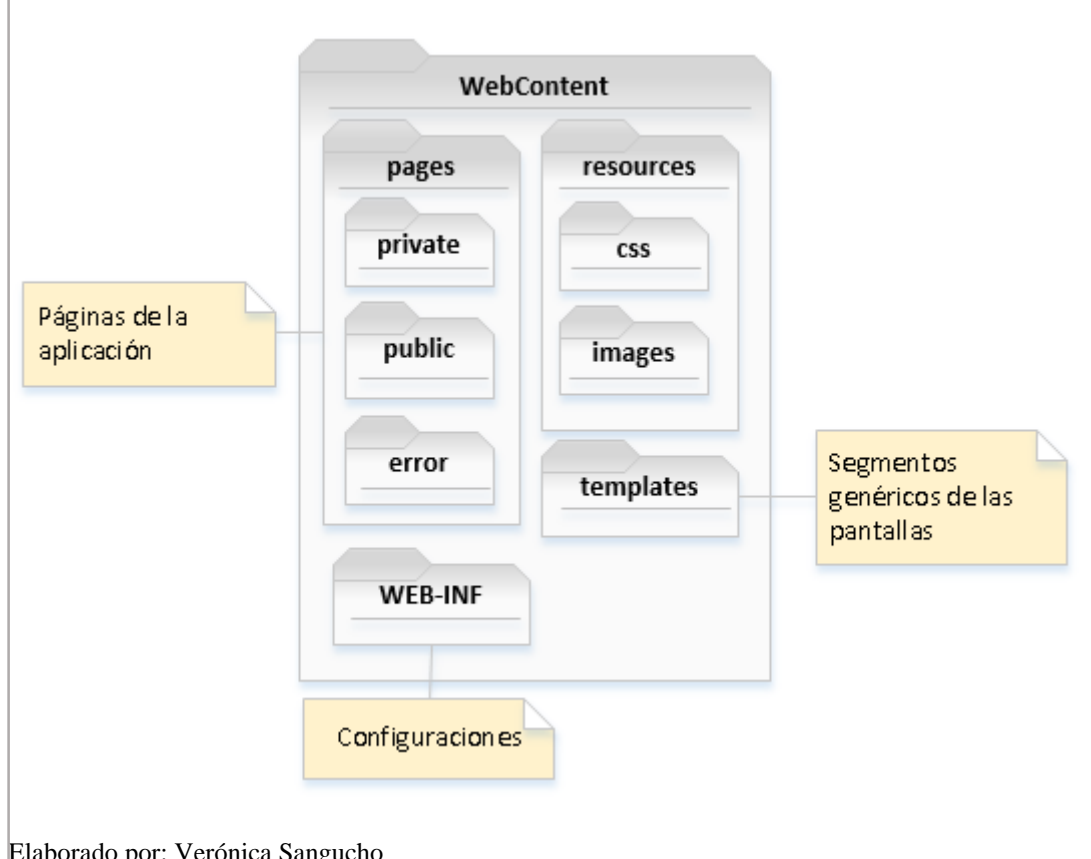 WebContent
pages
private
public
error
resources
css
images
templates
WEB-INF
Páginas de la
aplicación
Segmentos
genéricos de las
pantallas
Configuraciones
Elaborado por: Verónica Sangucho